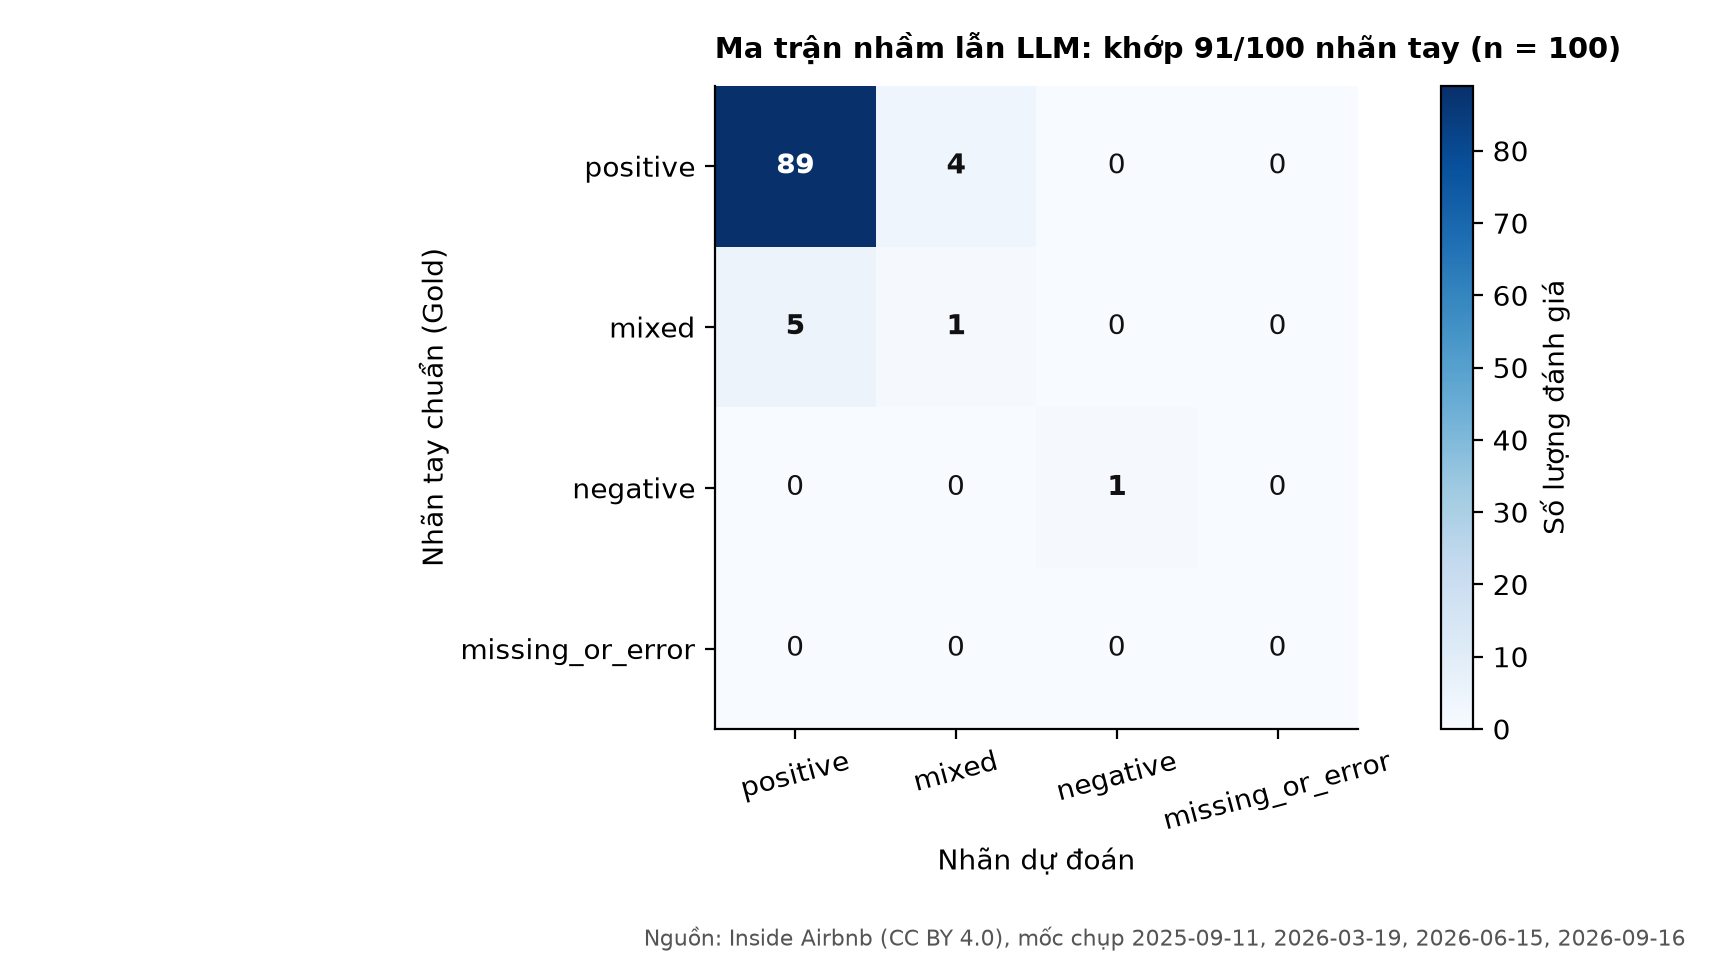 Ma trận nhầm lẫn LLM: khớp 91/100 nhãn tay (n = 100)
positive
89
4
0
0
mixed
5
1
0
0
negative
0
0
1
0
missing_or_error
0
0
0
0
Nhãn tay chuẩn (Gold)
positive
mixed
negative
missing_or_error
Nhãn dự đoán
80
70
60
50
40
30
20
10
0
Số lượng đánh giá
Nguồn: Inside Airbnb (CC BY 4.0), mốc chụp 2025-09-11, 2026-03-19, 2026-06-15, 2026-09-16